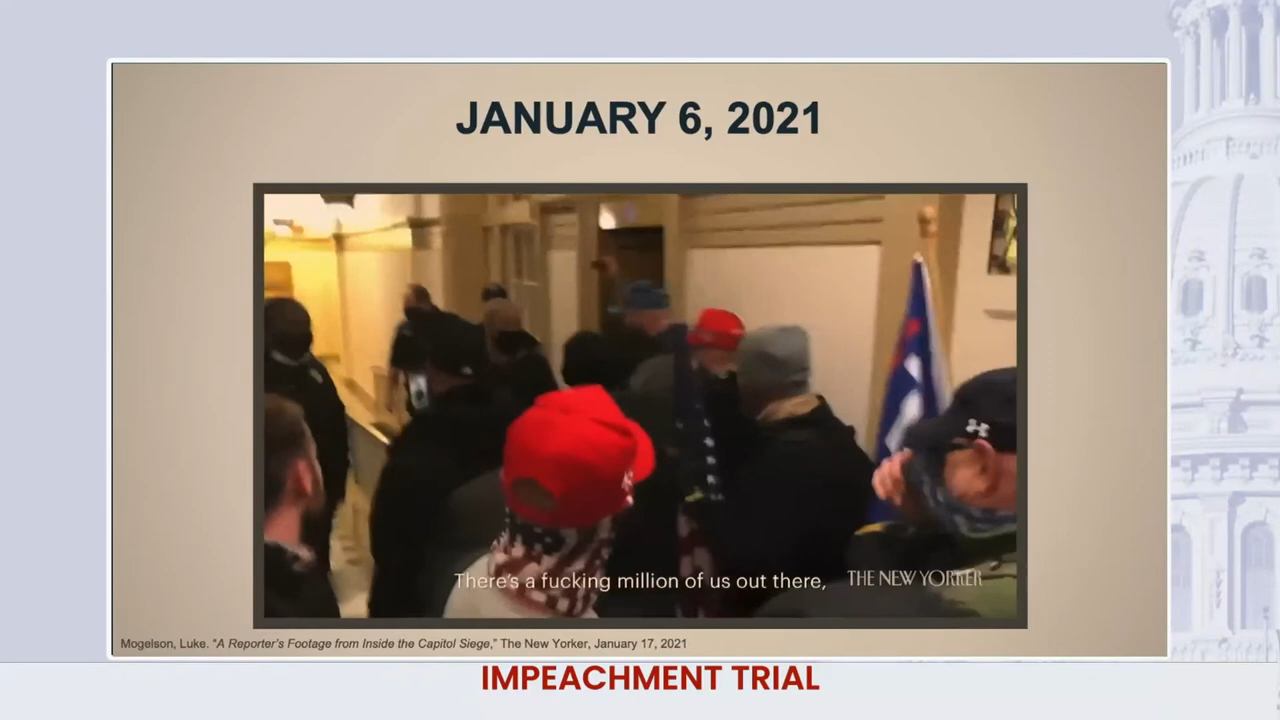 JANUARY 6, 2021
There's a fucking million of us out there,
THE NEW YORKER
Mogelson, Luke. "A Reporter's Footage from Inside the Capitol Siege," The New Yorker, January 17, 2021
IMPEACHMENT TRIAL